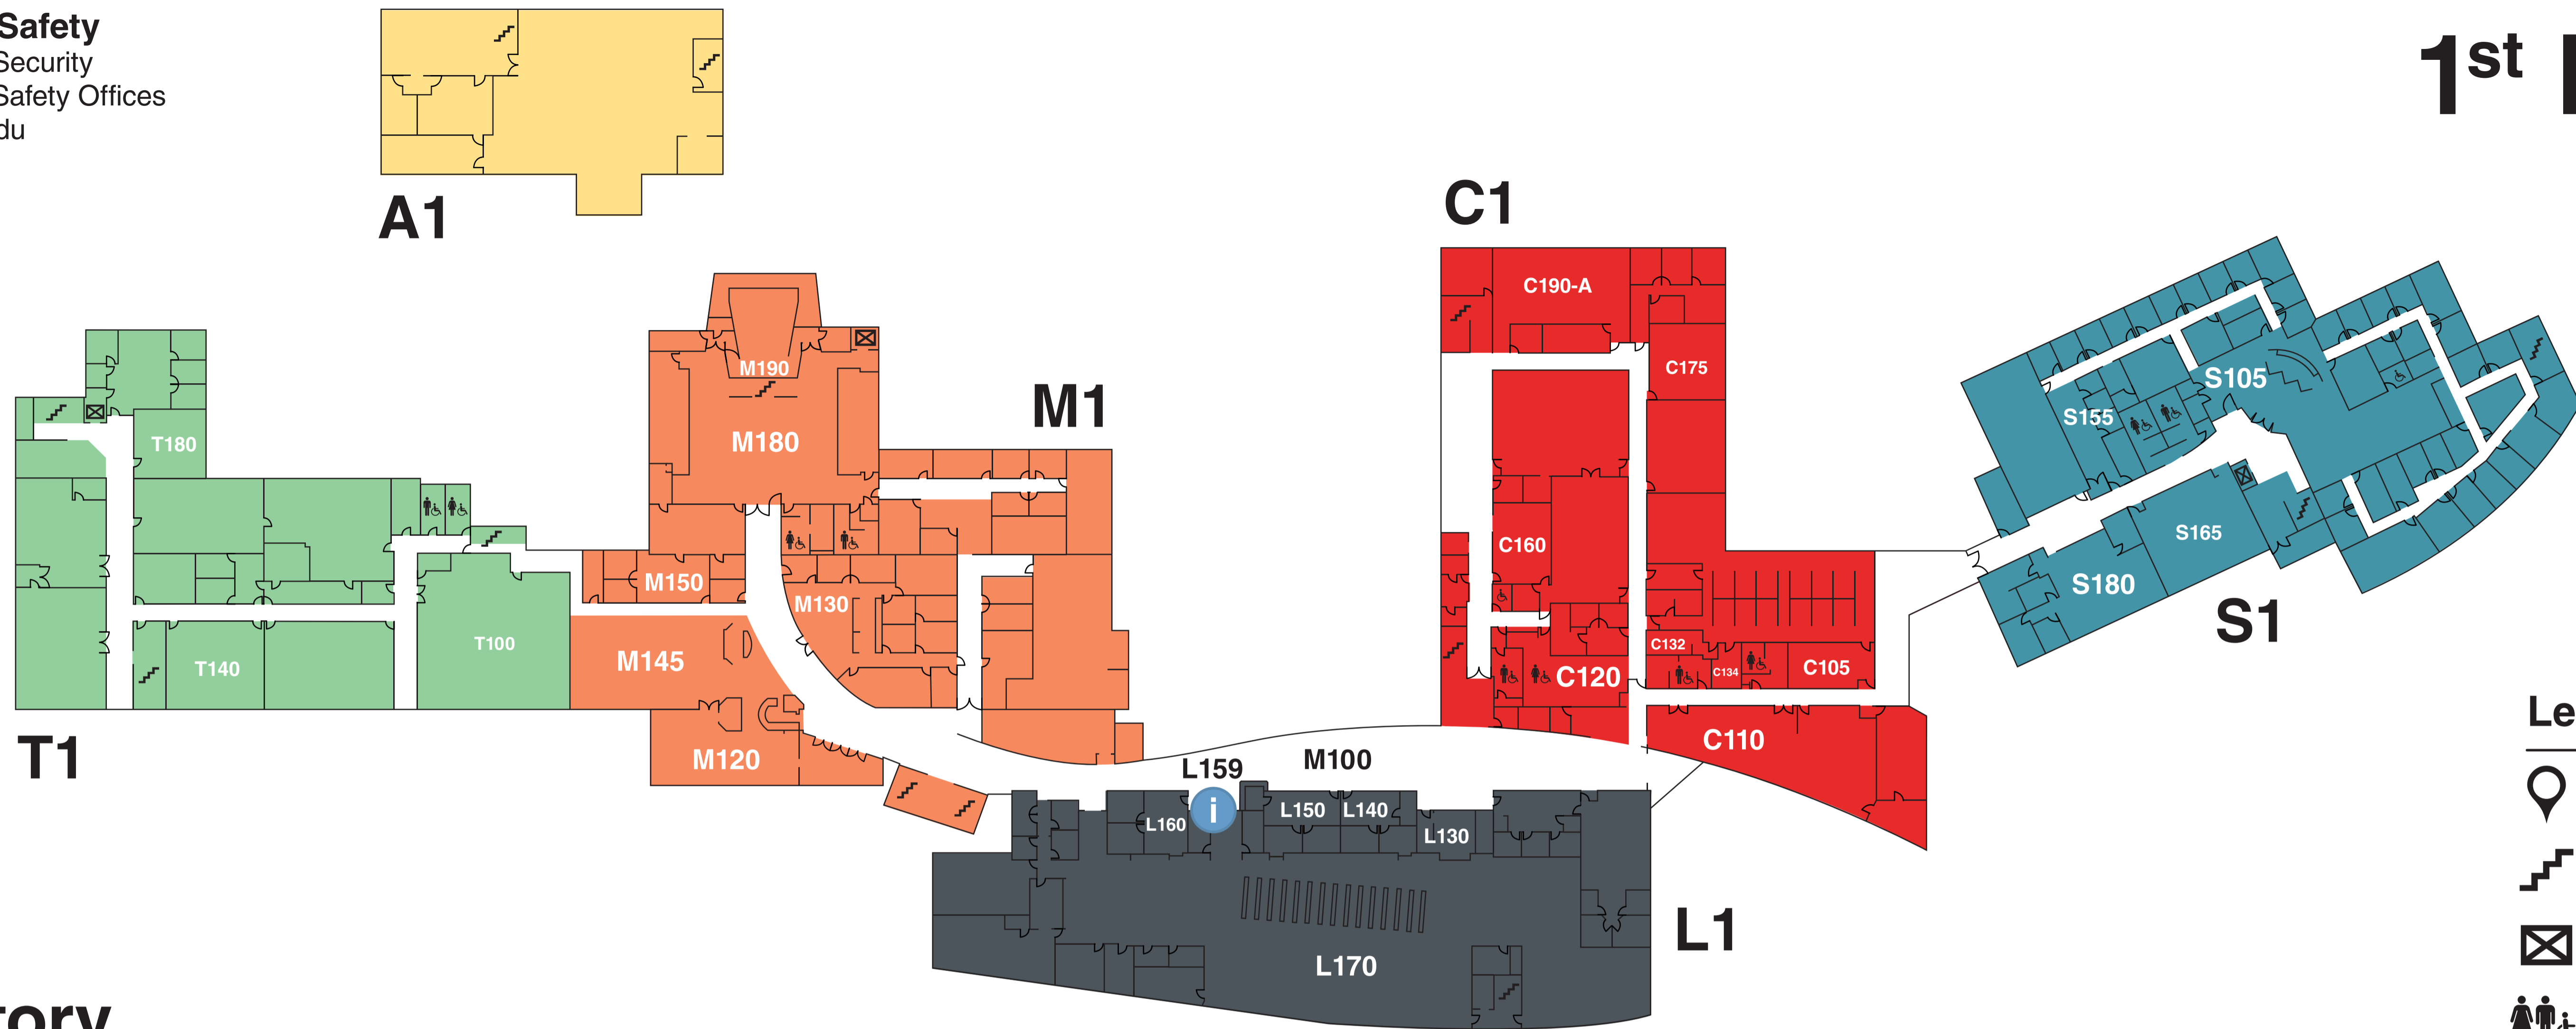 Safety
Security
Safety Offices
du
1st
A1
C1
C190-A
M190
C175
S105
M1
S155
M180
T180
S165
C160
M150
S180
M130
S1
T100
C132
M145
T140
C134
C105
C120
Le
C110
T1
M120
M100
L159
i
L150
L140
L160
L130
L1
L170
tory